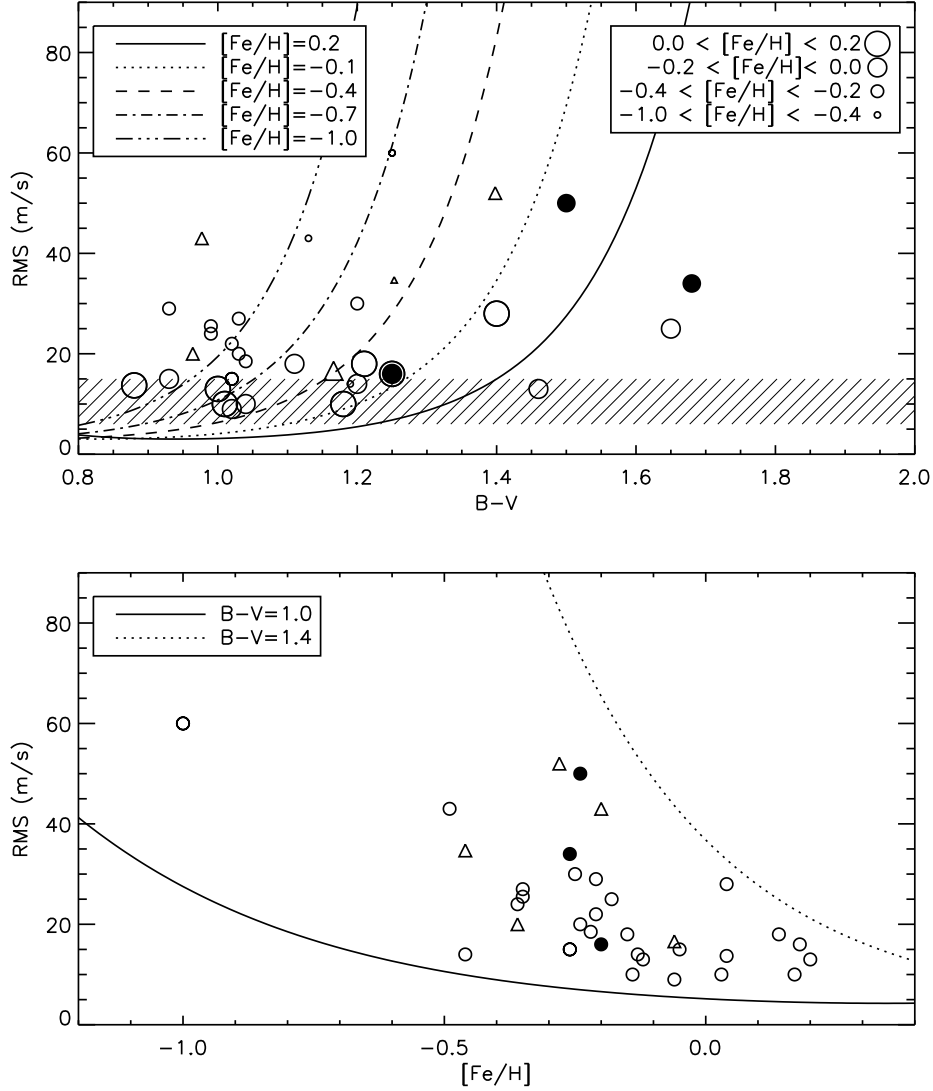 80
60
40
20
0
RMS (m/s)
[Fe/H]=0.2
[Fe/H]=−0.1
[Fe/H]=−0.4
[Fe/H]=−0.7
[Fe/H]=−1.0
0.0 < [Fe/H] < 0.2
−0.2 < [Fe/H]< 0.0
−0.4 < [Fe/H] < −0.2
−1.0 < [Fe/H] < −0.4
0.8 1.0 1.2 1.4 1.6 1.8 2.0
B−V
80
60
40
20
0
RMS (m/s)
B−V=1.0
B−V=1.4
−1.0 −0.5 0.0
[Fe/H]